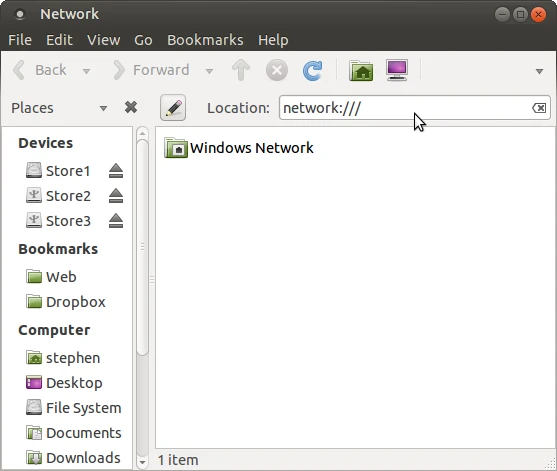 Network
File Edit View Go Bookmarks Help
Back Forward
Places Location: network:///
Devices
Store1
Store2
Store3
Bookmarks
Web
Dropbox
Computer
stephen
Desktop
File System
Documents
Downloads
Windows Network
1 item